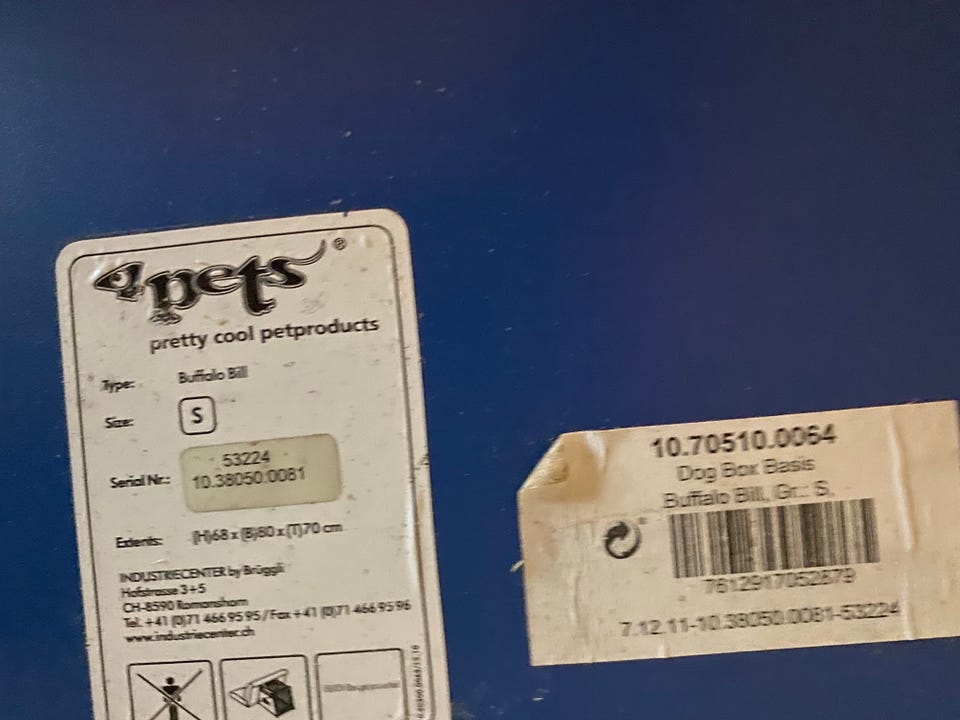 4pets®
pretty cool petproducts
Type: Buffalo Bill
Size: S
Serial Nr.: 53224
10.38050.0081
Extents: (H)68 x (B)80 x (T)70 cm
INDUSTRIECENTER by Brüggli
Hofstrasse 3+5
CH-8590 Romanshorn
Tel. +41 (0)71 466 95 95 / Fax +41 (0)71 466 95 96
www.industriecenter.ch
10.70510.0064
Dog Box Basis
Buffalo Bill, Gr.: S,
7612917052679
7.12.11-10.38050.0081-53224